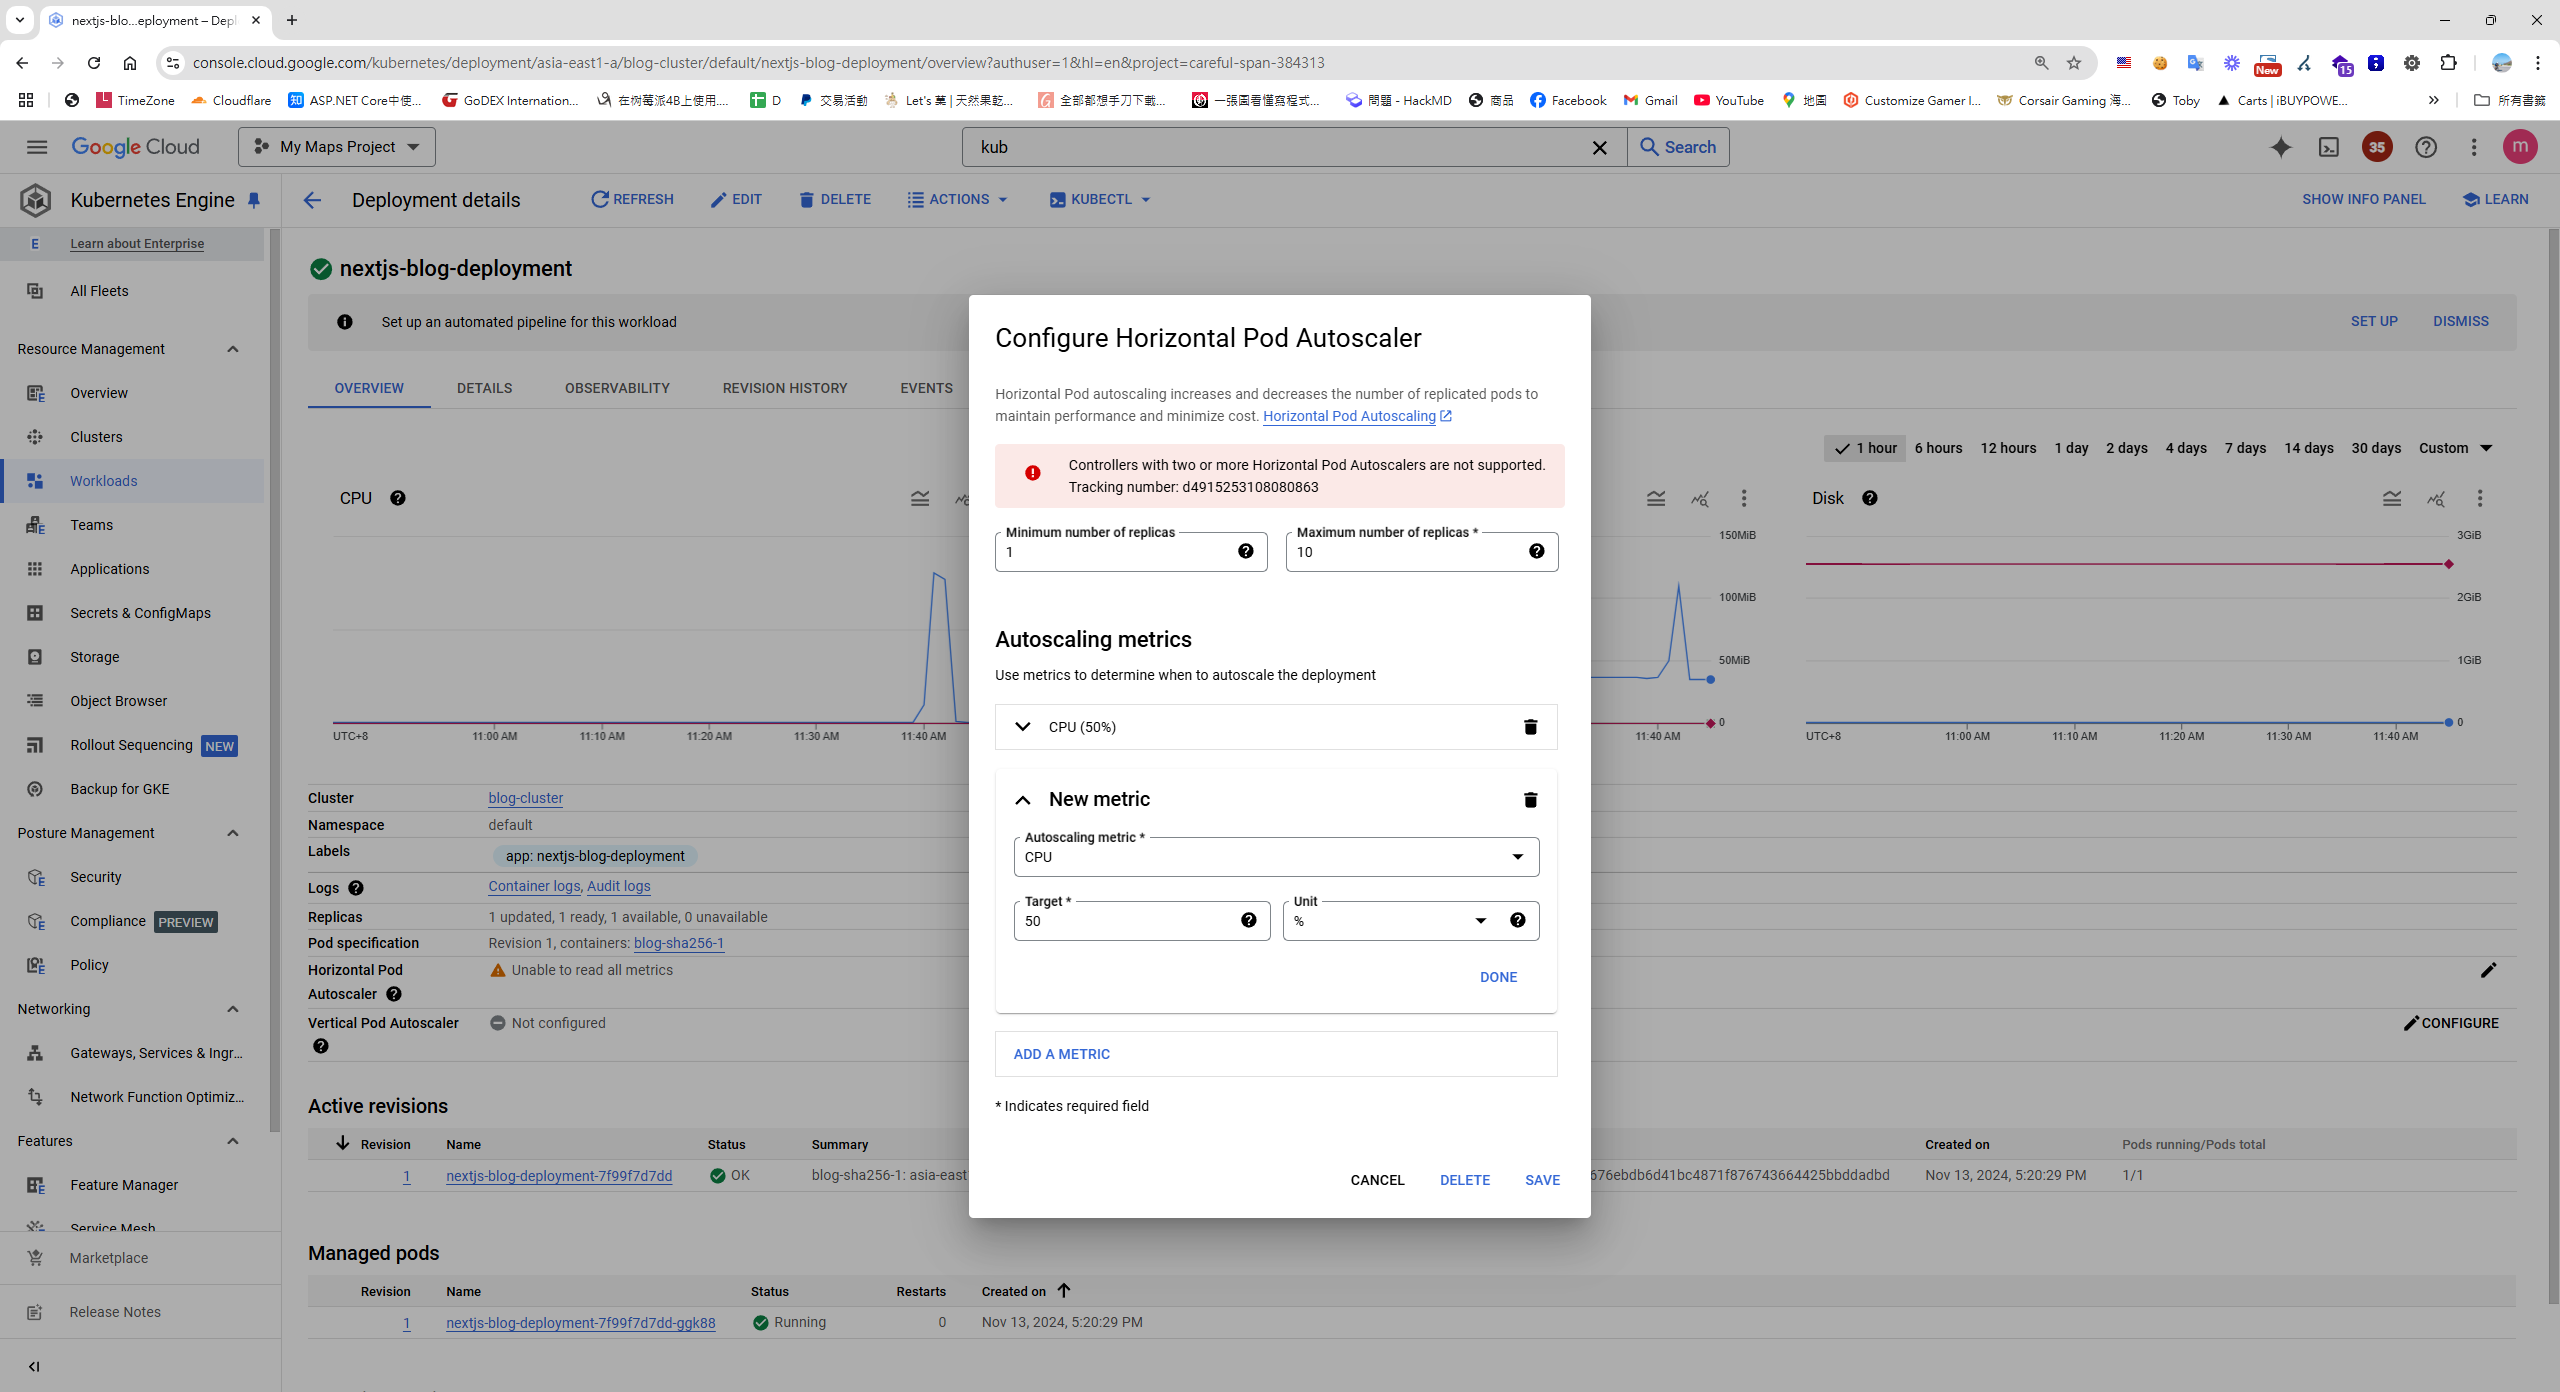 nextjs-blo...eployment – Depl
console.cloud.google.com/kubernetes/deployment/asia-east1-a/blog-cluster/default/nextjs-blog-deployment/overview?authuser=1&hl=en&project=careful-span-384313
New
15
TimeZone
Cloudflare
知
ASP.NET Core中使...
GoDEX Internation...
在树莓派4B上使用....
D
交易活動
Let's 菓 | 天然果乾...
全部都想手刀下載...
一張圖看懂寫程式...
問題 - HackMD
商品
Facebook
Gmail
YouTube
地圖
Customize Gamer I...
Corsair Gaming 海...
Toby
Carts | iBUYPOWE...
所有書籤
Google Cloud
My Maps Project
kub
Search
35
m
Kubernetes Engine
Deployment details
REFRESH
EDIT
DELETE
ACTIONS
KUBECTL
SHOW INFO PANEL
LEARN
E
Learn about Enterprise
All Fleets
Resource Management
Overview
Clusters
Workloads
Teams
Applications
Secrets & ConfigMaps
Storage
Object Browser
Rollout Sequencing
NEW
Backup for GKE
Posture Management
Security
Compliance
PREVIEW
Policy
Networking
Gateways, Services & Ingr...
Network Function Optimiz...
Features
Feature Manager
Service Mesh
Marketplace
Release Notes
nextjs-blog-deployment
Set up an automated pipeline for this workload
SET UP
DISMISS
OVERVIEW
DETAILS
OBSERVABILITY
REVISION HISTORY
EVENTS
1 hour
6 hours
12 hours
1 day
2 days
4 days
7 days
14 days
30 days
Custom
CPU
UTC+8
11:00 AM
11:10 AM
11:20 AM
11:30 AM
11:40 AM
150MiB
100MiB
50MiB
0
11:40 AM
Disk
3GiB
2GiB
1GiB
0
UTC+8
11:00 AM
11:10 AM
11:20 AM
11:30 AM
11:40 AM
Cluster
blog-cluster
Namespace
default
Labels
app: nextjs-blog-deployment
Logs
Container logs, Audit logs
Replicas
1 updated, 1 ready, 1 available, 0 unavailable
Pod specification
Revision 1, containers: blog-sha256-1
Horizontal Pod
Autoscaler
Unable to read all metrics
Vertical Pod Autoscaler
Not configured
CONFIGURE
Active revisions
Revision
Name
Status
Summary
Created on
Pods running/Pods total
1
nextjs-blog-deployment-7f99f7d7dd
OK
blog-sha256-1: asia-east
676ebdb6d41bc4871f876743664425bbddadbd
Nov 13, 2024, 5:20:29 PM
1/1
Managed pods
Revision
Name
Status
Restarts
Created on
1
nextjs-blog-deployment-7f99f7d7dd-ggk88
Running
0
Nov 13, 2024, 5:20:29 PM
Configure Horizontal Pod Autoscaler
Horizontal Pod autoscaling increases and decreases the number of replicated pods to
maintain performance and minimize cost. Horizontal Pod Autoscaling
Controllers with two or more Horizontal Pod Autoscalers are not supported.
Tracking number: d4915253108080863
Minimum number of replicas
1
Maximum number of replicas *
10
Autoscaling metrics
Use metrics to determine when to autoscale the deployment
CPU (50%)
New metric
Autoscaling metric *
CPU
Target *
50
Unit
%
DONE
ADD A METRIC
* Indicates required field
CANCEL
DELETE
SAVE